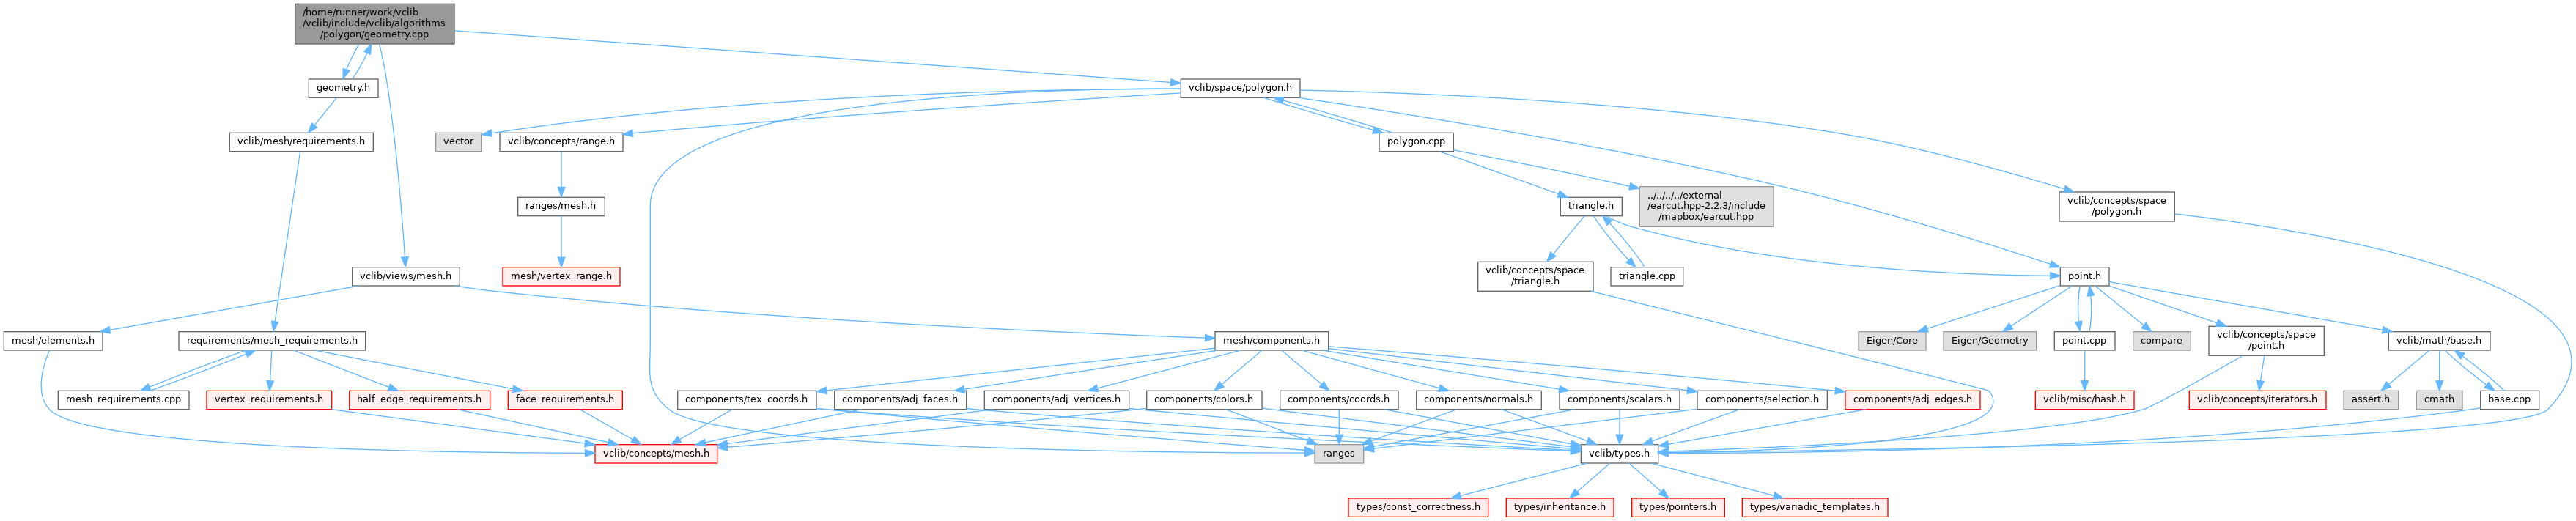 /home/runner/work/vclib
/vclib/include/vclib/algorithms
/polygon/geometry.cpp
geometry.h
vclib/space/polygon.h
vclib/mesh/requirements.h
vector
vclib/concepts/range.h
polygon.cpp
ranges/mesh.h
triangle.h
../../../../external
/earcut.hpp-2.2.3/include
/mapbox/earcut.hpp
vclib/concepts/space
/polygon.h
vclib/views/mesh.h
mesh/vertex_range.h
vclib/concepts/space
/triangle.h
triangle.cpp
point.h
mesh/elements.h
requirements/mesh_requirements.h
mesh/components.h
Eigen/Core
Eigen/Geometry
point.cpp
compare
vclib/concepts/space
/point.h
vclib/math/base.h
mesh_requirements.cpp
vertex_requirements.h
half_edge_requirements.h
face_requirements.h
components/tex_coords.h
components/adj_faces.h
components/adj_vertices.h
components/colors.h
components/coords.h
components/normals.h
components/scalars.h
components/selection.h
components/adj_edges.h
vclib/misc/hash.h
vclib/concepts/iterators.h
assert.h
cmath
base.cpp
vclib/concepts/mesh.h
ranges
vclib/types.h
types/const_correctness.h
types/inheritance.h
types/pointers.h
types/variadic_templates.h